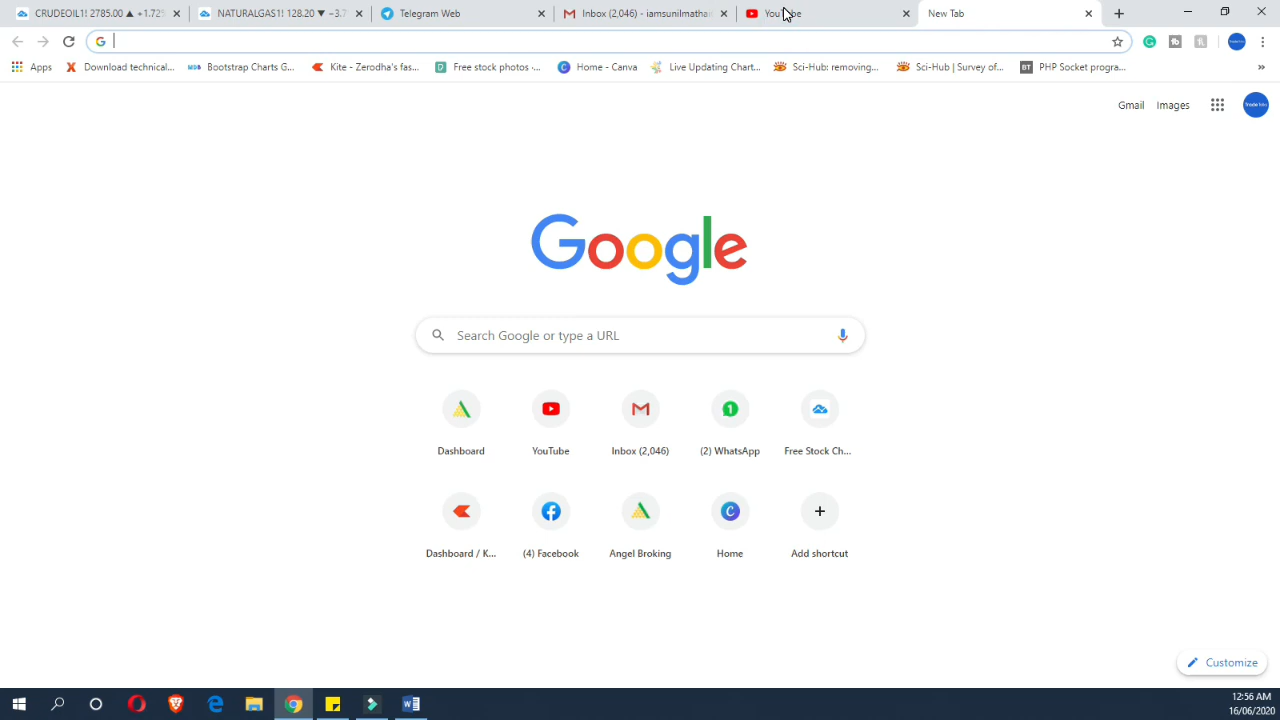 CRUDEOIL1! 2785.00 ▲ +1.725
NATURALGAS1! 128.20 ▼ −3.
Telegram Web
Inbox (2,046) - iamsunilmatha
YouTube
New Tab
Apps
Download technical...
Bootstrap Charts G...
Kite - Zerodha's fas...
Free stock photos ·...
Home - Canva
Live Updating Chart...
Sci-Hub: removing...
Sci-Hub | Survey of...
BT PHP Socket progra...
Gmail Images
Google
Search Google or type a URL
Dashboard
YouTube
Inbox (2,046)
(2) WhatsApp
Free Stock Ch...
Dashboard / K...
(4) Facebook
Angel Broking
Home
Add shortcut
Customize
12:56 AM
16/06/2020